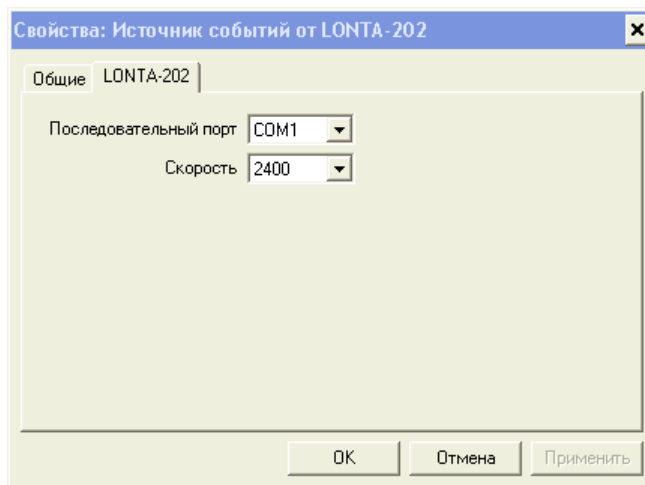 Свойства: Источник событий от LONTA-202
Общие LONTA-202
Последовательный порт COM1
Скорость 2400
OK Отмена Применить